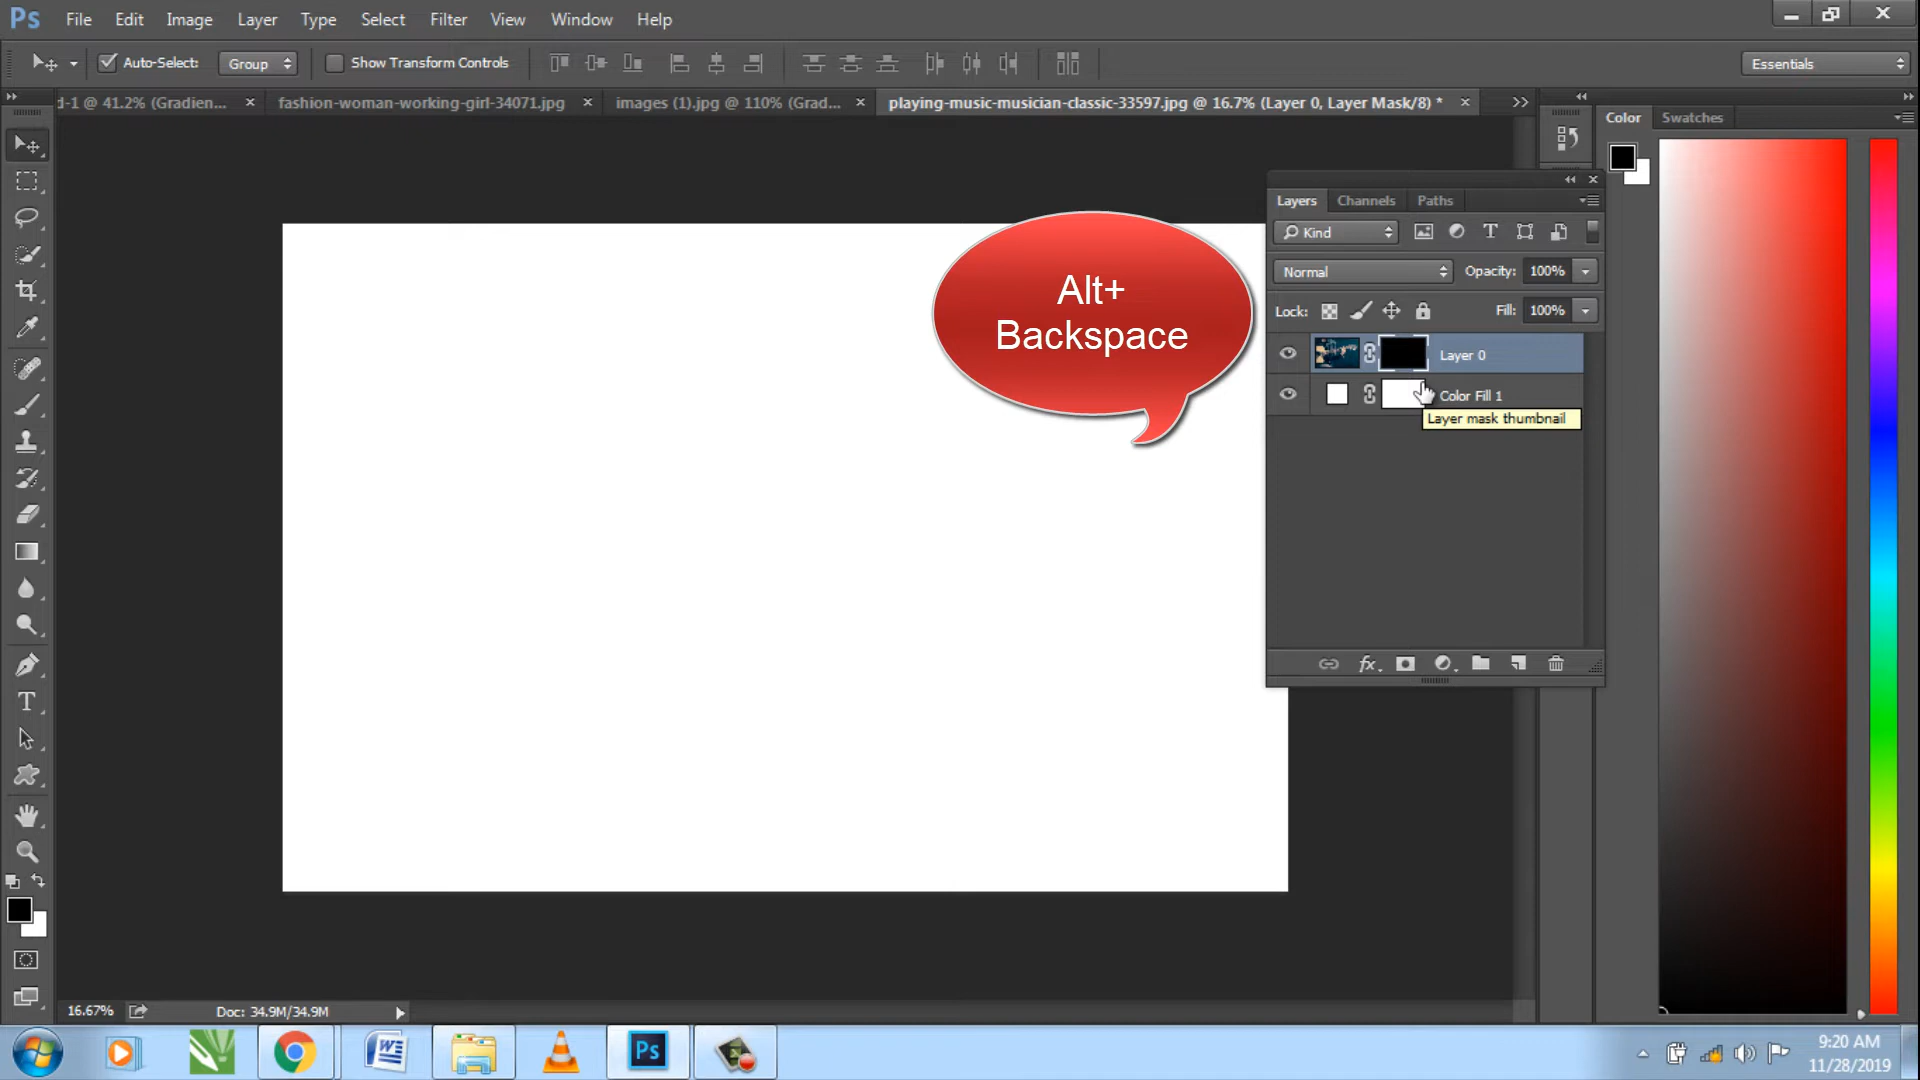 Ps File Edit Image Layer Type Select Filter View Window Help
Auto-Select: Group Show Transform Controls Essentials
d-1 @ 41.2% (Gradien... × fashion-woman-working-girl-34071.jpg × images (1).jpg @ 110% (Grad... × playing-music-musician-classic-33597.jpg @ 16.7% (Layer 0, Layer Mask/8) * ×
Color Swatches
Layers Channels Paths
Kind
Normal Opacity: 100%
Lock: Fill: 100%
Layer 0
Color Fill 1
Layer mask thumbnail
Alt+
Backspace
fx
T
16.67% Doc: 34.9M/34.9M
Ps
9:20 AM
11/28/2019